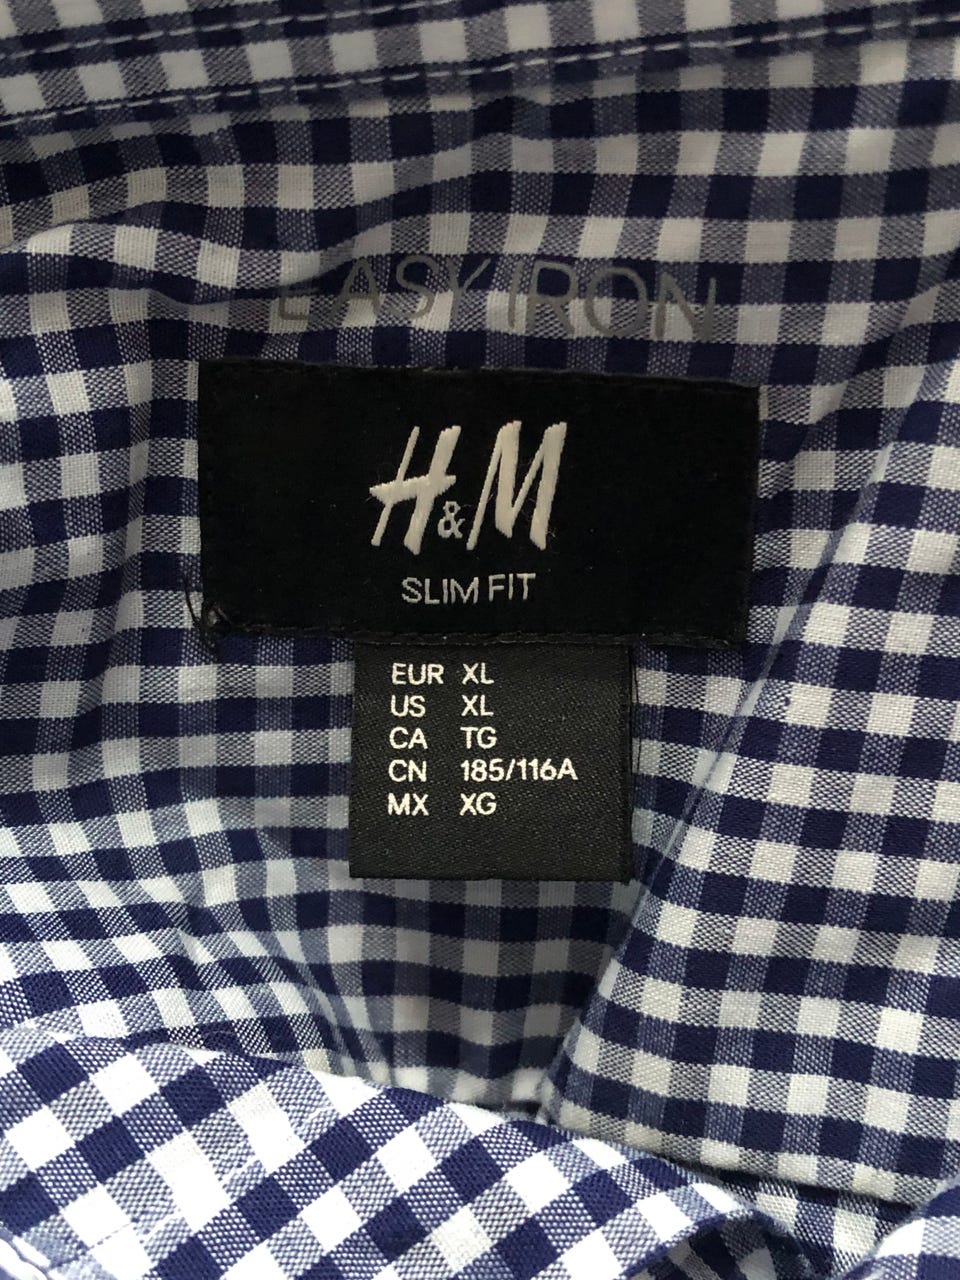 EASY IRON
H&M
SLIM FIT
EUR XL
US XL
CA TG
CN 185/116A
MX XG